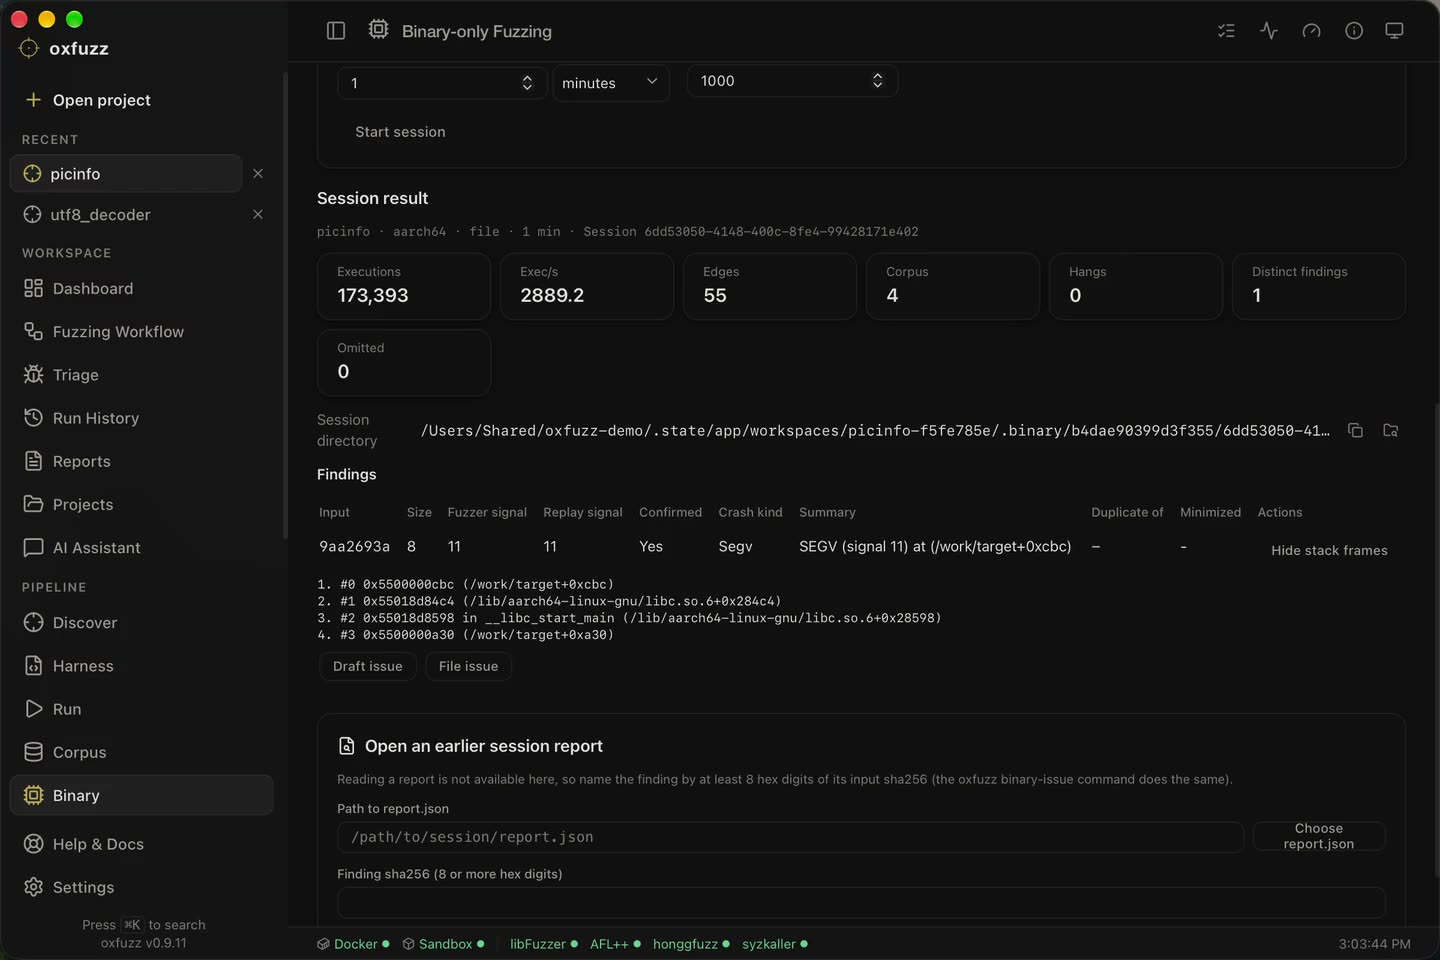 oxfuzz
Open project
RECENT
picinfo
utf8_decoder
WORKSPACE
Dashboard
Fuzzing Workflow
Triage
Run History
Reports
Projects
AI Assistant
PIPELINE
Discover
Harness
Run
Corpus
Binary
Help & Docs
Settings
Press ⌘K to search
oxfuzz v0.9.11
Binary-only Fuzzing
1 minutes 1000
Start session
Session result
picinfo · aarch64 · file · 1 min · Session 6dd53050-4148-400c-8fe4-99428171e402
Executions
173,393
Exec/s
2889.2
Edges
55
Corpus
4
Hangs
0
Distinct findings
1
Omitted
0
Session directory
/Users/Shared/oxfuzz-demo/.state/app/workspaces/picinfo-f5fe785e/.binary/b4dae90399d3f355/6dd53050-41…
Findings
Input Size Fuzzer signal Replay signal Confirmed Crash kind Summary Duplicate of Minimized Actions
9aa2693a 8 11 11 Yes Segv SEGV (signal 11) at (/work/target+0xcbc) – - Hide stack frames
1. #0 0x5500000cbc (/work/target+0xcbc)
2. #1 0x55018d84c4 (/lib/aarch64-linux-gnu/libc.so.6+0x284c4)
3. #2 0x55018d8598 in __libc_start_main (/lib/aarch64-linux-gnu/libc.so.6+0x28598)
4. #3 0x5500000a30 (/work/target+0xa30)
Draft issue File issue
Open an earlier session report
Reading a report is not available here, so name the finding by at least 8 hex digits of its input sha256 (the oxfuzz binary-issue command does the same).
Path to report.json
/path/to/session/report.json
Choose report.json
Finding sha256 (8 or more hex digits)
Docker Sandbox libFuzzer AFL++ honggfuzz syzkaller
3:03:44 PM